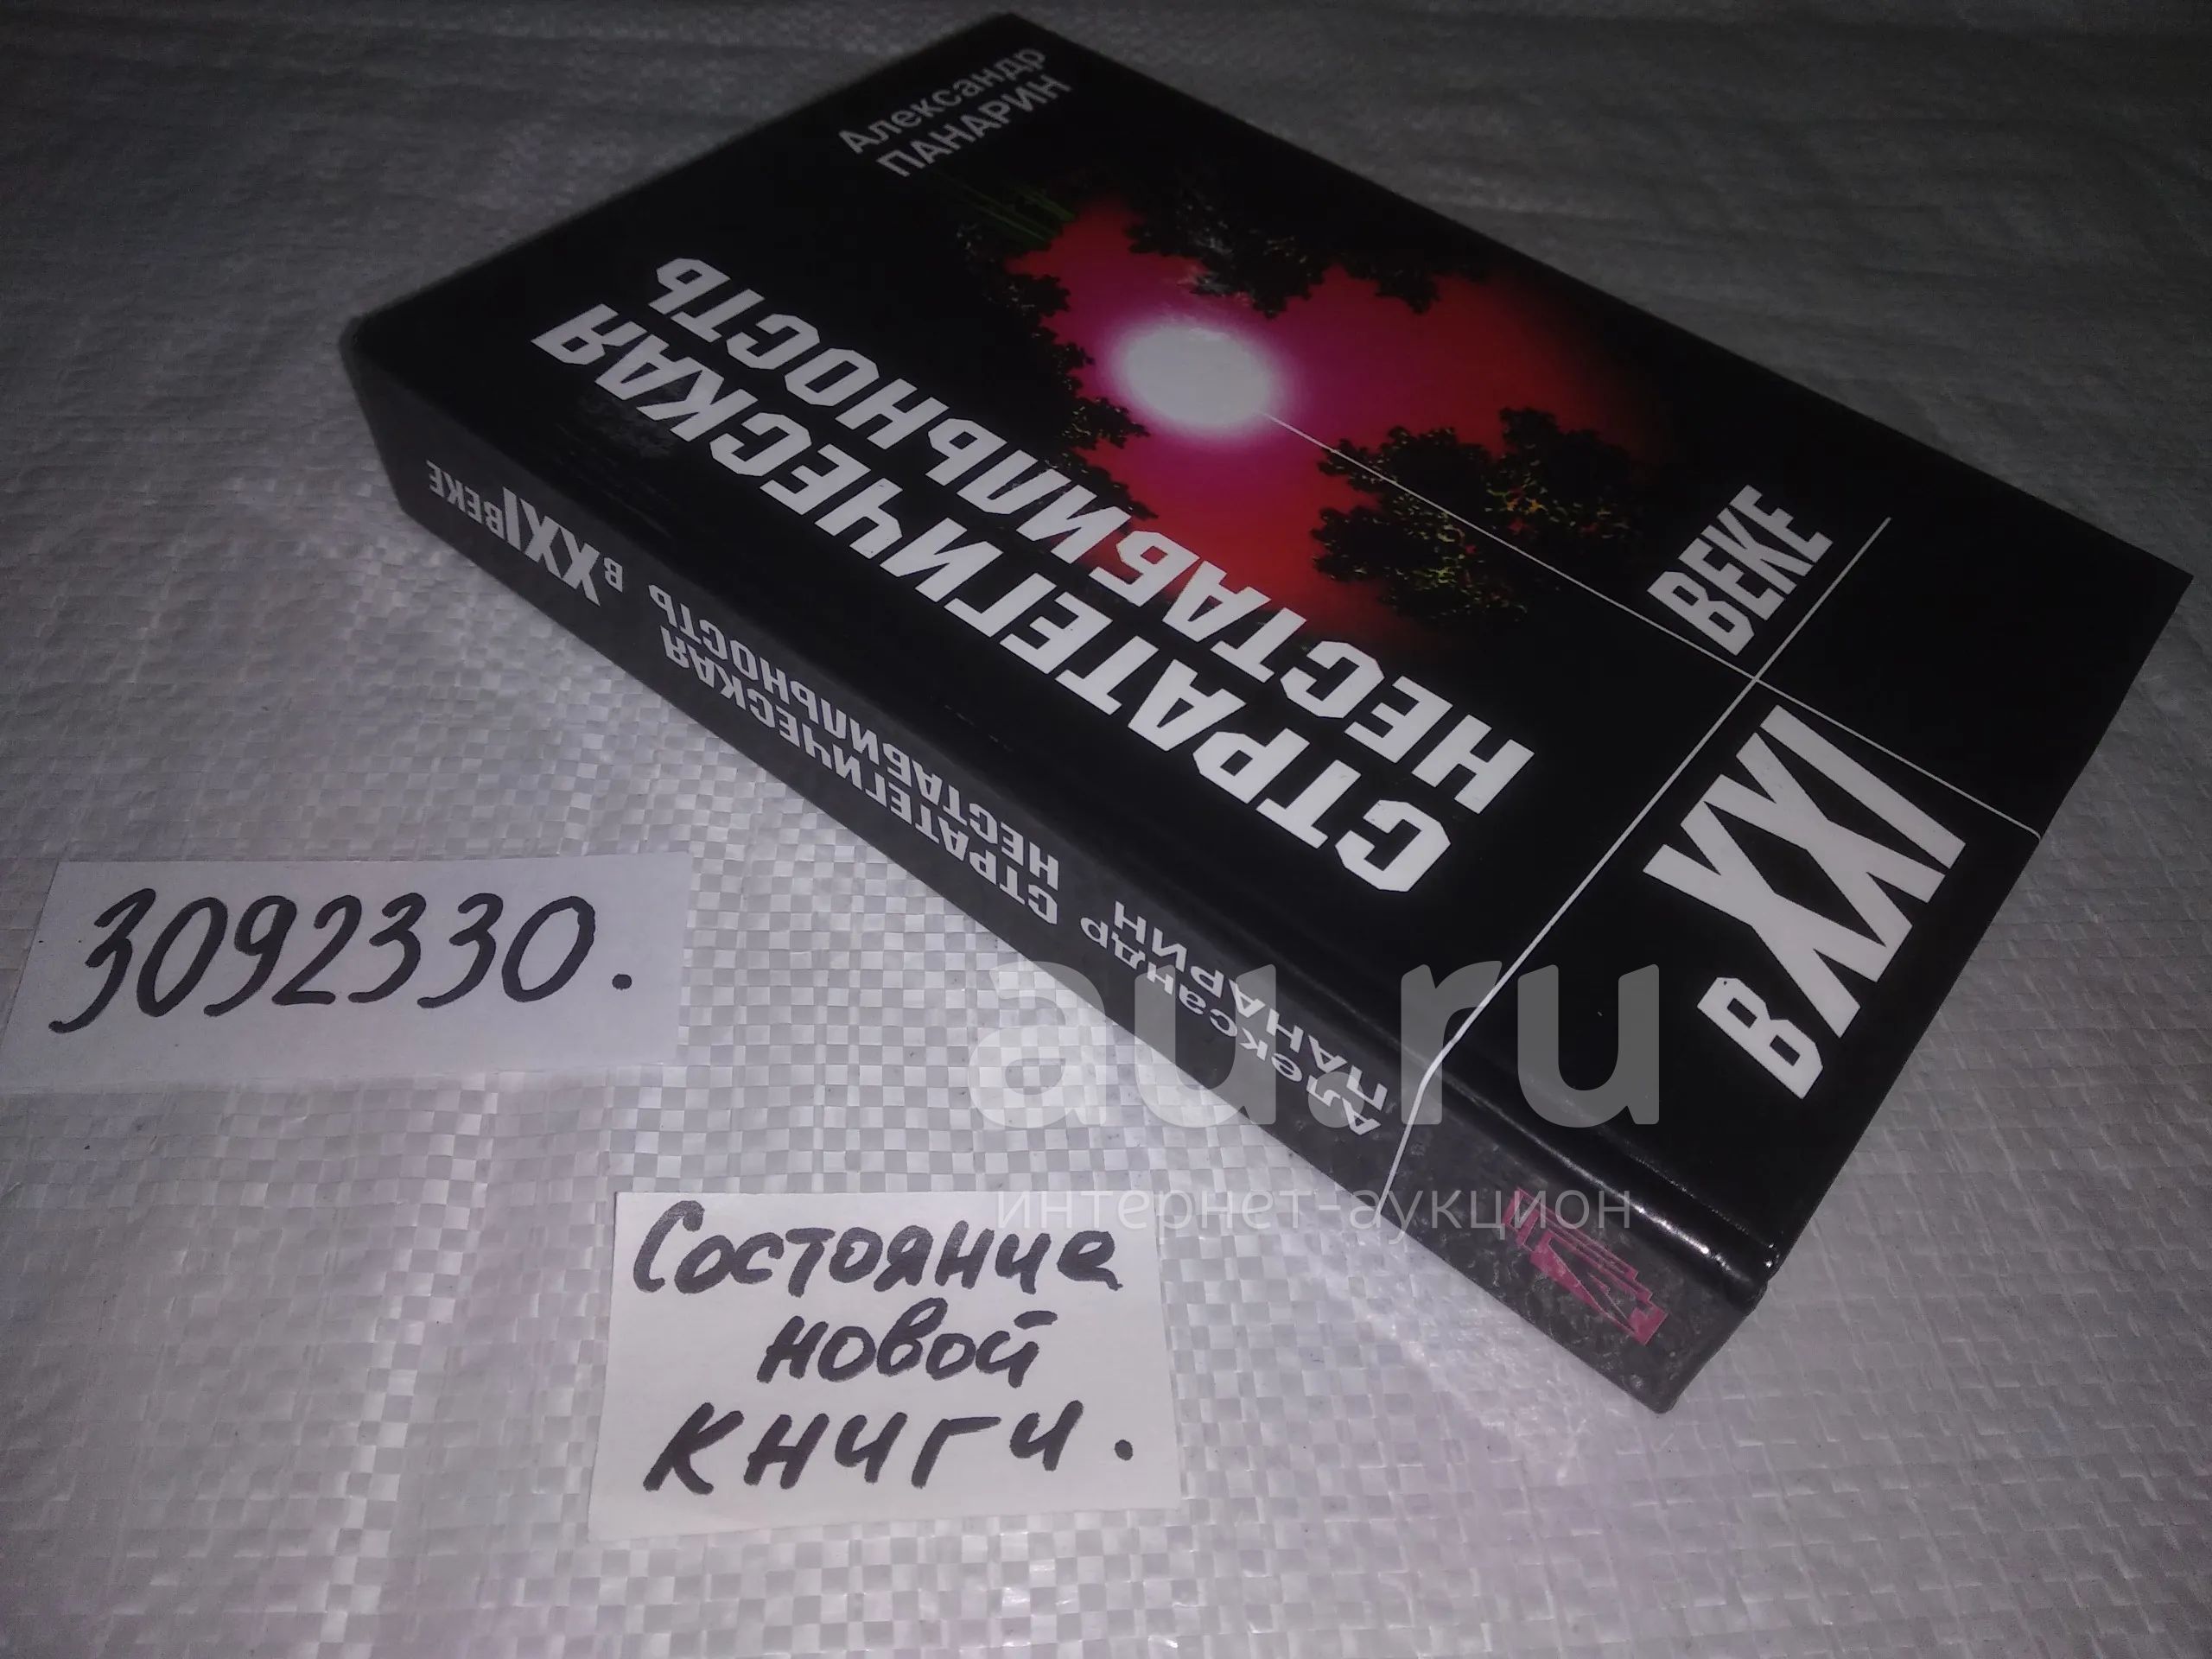 Александр
ПАНАРИН
СТРАТЕГИЧЕСКАЯ
НЕСТАБИЛЬНОСТЬ
В XXI
ВЕКЕ
Александр
ПАНАРИН
СТРАТЕГИЧЕСКАЯ
НЕСТАБИЛЬНОСТЬ В XXI ВЕКЕ
3092330.
Состояние
новой
книги.
au.ru
интернет-аукцион